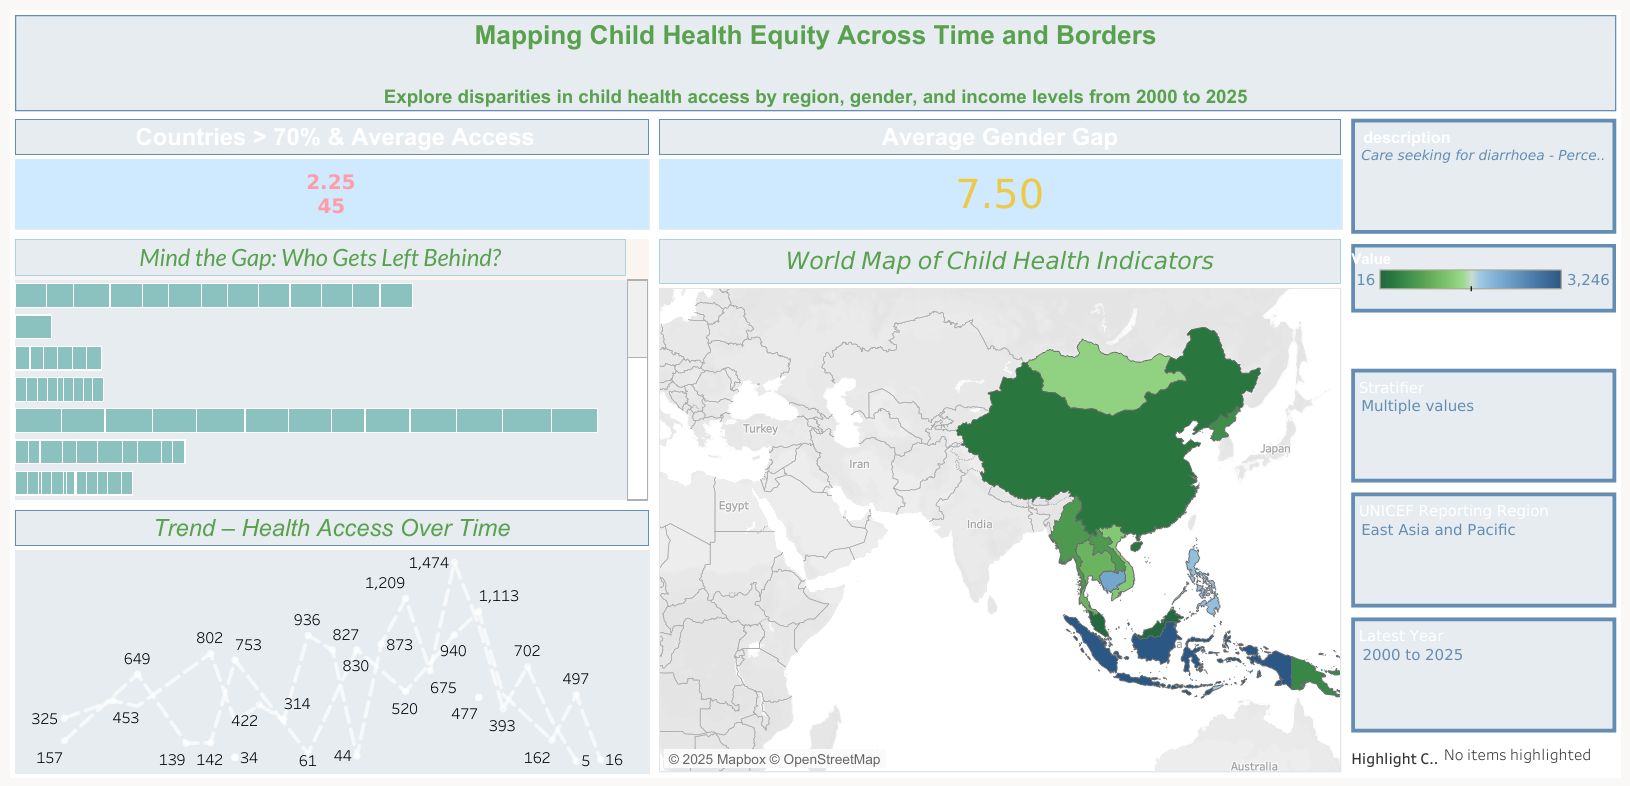 Mapping Child Health Equity Across Time and Borders
Explore disparities in child health access by region, gender, and income levels from 2000 to 2025
Countries > 70% & Average Access
2.25
45
Average Gender Gap
7.50
description
Care seeking for diarrhoea - Perce..
Value
16
3,246
Stratifier
Multiple values
UNICEF Reporting Region
East Asia and Pacific
Latest Year
2000 to 2025
Highlight C.. No items highlighted
Mind the Gap: Who Gets Left Behind?
Trend – Health Access Over Time
1,474
1,209
1,113
936
827
802
753
873
940
702
649
830
675
497
325
453
422
314
520
477
393
157
139
142
34
61
44
162
5
16
World Map of Child Health Indicators
Turkey
Iran
Egypt
India
Japan
Australia
© 2025 Mapbox © OpenStreetMap